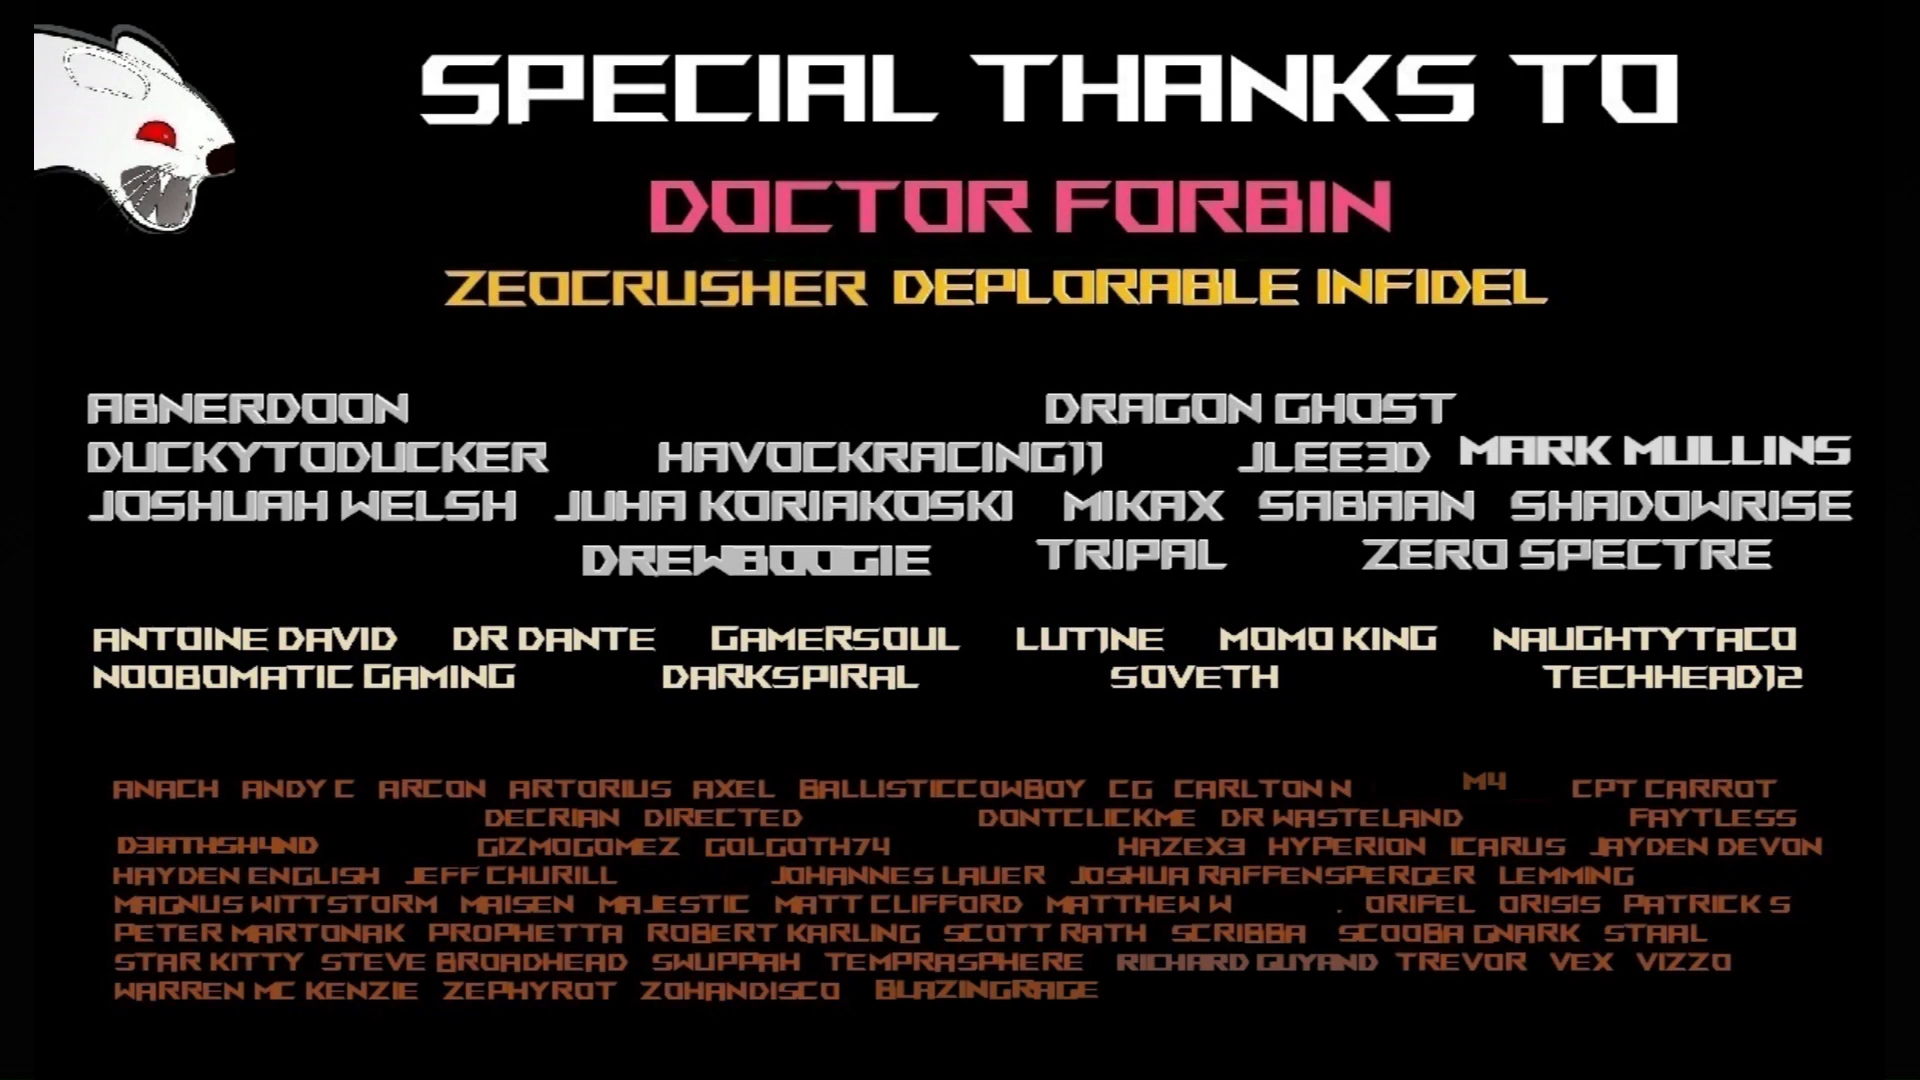 SPECIAL THANKS TO
DOCTOR FORBIN
ZEOCRUSHER DEPLORABLE INFIDEL
ABNERDOON DRAGON GHOST
DUCKYTODUCKER HAVOCKRACING11 JLEE3D MARK MULLINS
JOSHUAH WELSH JUHA KORIAKOSKI MIKAX SABAAN SHADOWRISE
DREWBOOGIE TRIPAL ZERO SPECTRE
ANTOINE DAVID DR DANTE GAMERSOUL LUT1NE MOMO KING NAUGHTYTACO
NOOBOMATIC GAMING DARKSPIRAL SOVETH TECHHEAD12
ANACH ANDY C ARCON ARTORIUS AXEL BALLISTICCOWBOY CG CARLTON N M4 CPT CARROT
DECRIAN DIRECTED DONTCLICKME DR WASTELAND FAYTLESS
D3ATHSH4ND GIZMOGOMEZ GOLGOTH74 HAZEX3 HYPERION ICARUS JAYDEN DEVON
HAYDEN ENGLISH JEFF CHURILL JOHANNES LAUER JOSHUA RAFFENSPERGER LEMMING
MAGNUS WITTSTORM MAISEN MAJESTIC MATT CLIFFORD MATTHEW W . ORIFEL ORISIS PATRICK S
PETER MARTONAK PROPHETTA ROBERT KARLING SCOTT RATH SCRIBBA SCOOBA GNARK STAAL
STAR KITTY STEVE BROADHEAD SWUPPAH TEMPRASPHERE RICHARD GUYAND TREVOR VEX VIZZO
WARREN MC KENZIE ZEPHYROT ZOHANDISCO BLAZINGRAGE